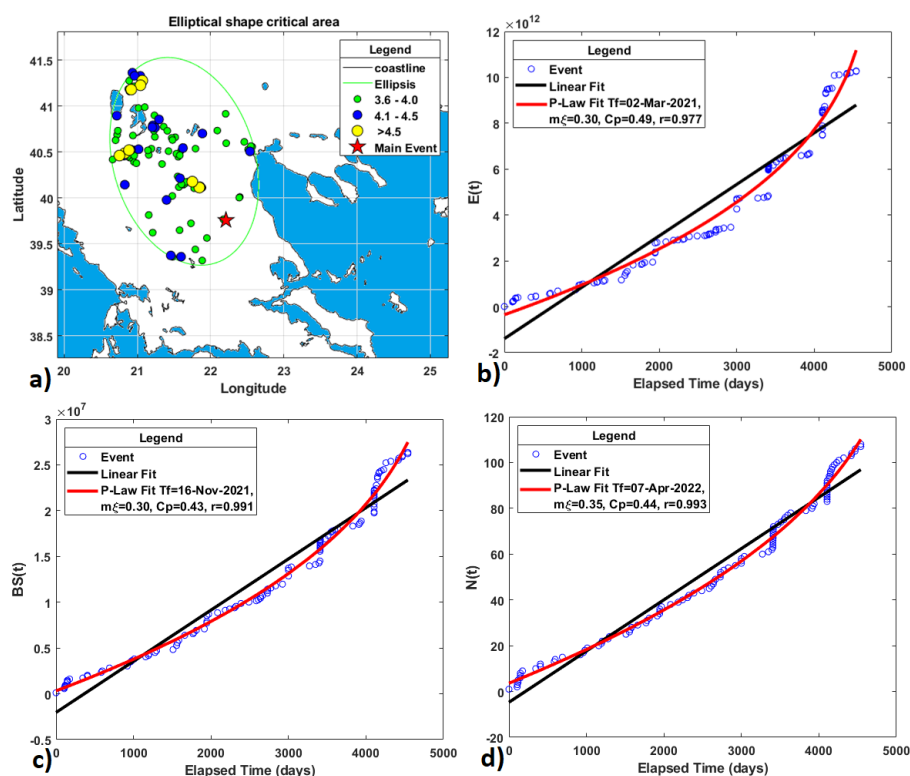 Elliptical shape critical area
Legend
coastline
Ellipsis
3.6 - 4.0
4.1 - 4.5
>4.5
Main Event
41.5
41
40.5
40
39.5
39
38.5
Latitude
20 21 22 23 24 25
Longitude
a)
×10^12
Legend
Event
Linear Fit
P-Law Fit Tf=02-Mar-2021,
mξ=0.30, Cp=0.49, r=0.977
12
10
8
6
4
2
0
-2
E(t)
0 1000 2000 3000 4000 5000
Elapsed Time (days)
b)
×10^7
Legend
Event
Linear Fit
P-Law Fit Tf=16-Nov-2021,
mξ=0.30, Cp=0.43, r=0.991
3
2.5
2
1.5
1
0.5
0
-0.5
BS(t)
0 1000 2000 3000 4000 5000
Elapsed Time (days)
c)
Legend
Event
Linear Fit
P-Law Fit Tf=07-Apr-2022,
mξ=0.35, Cp=0.44, r=0.993
120
100
80
60
40
20
0
-20
N(t)
0 1000 2000 3000 4000 5000
Elapsed Time (days)
d)